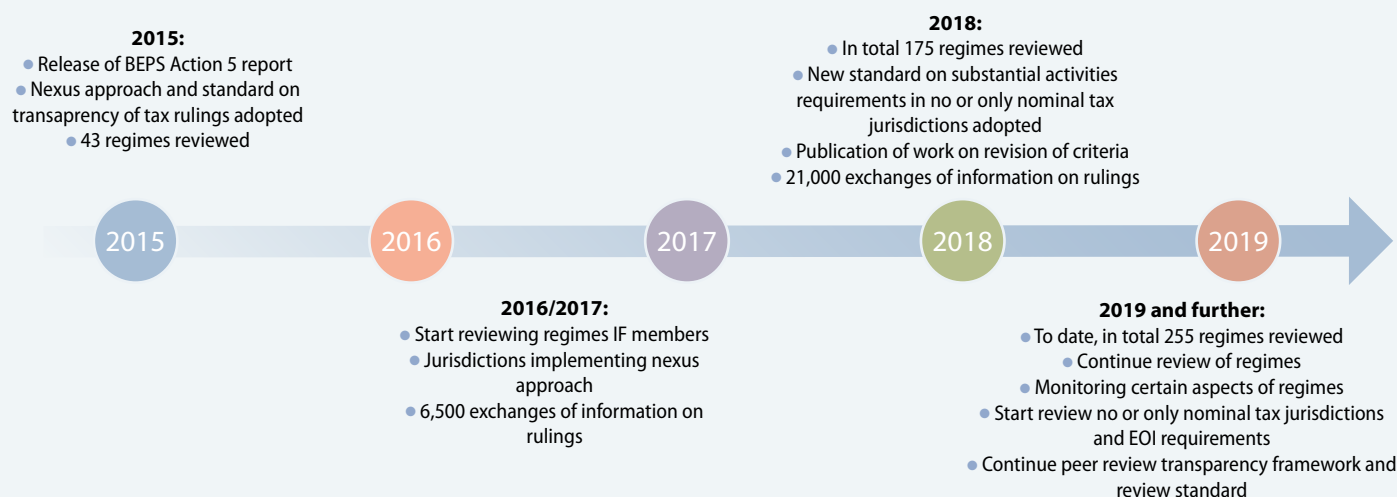 2015:
● Release of BEPS Action 5 report
● Nexus approach and standard on
transaprency of tax rulings adopted
● 43 regimes reviewed
2018:
● In total 175 regimes reviewed
● New standard on substantial activities
requirements in no or only nominal tax
jurisdictions adopted
● Publication of work on revision of criteria
● 21,000 exchanges of information on rulings
2015
2016
2017
2018
2019
2016/2017:
● Start reviewing regimes IF members
● Jurisdictions implementing nexus
approach
● 6,500 exchanges of information on
rulings
2019 and further:
● To date, in total 255 regimes reviewed
● Continue review of regimes
● Monitoring certain aspects of regimes
● Start review no or only nominal tax jurisdictions
and EOI requirements
● Continue peer review transparency framework and
review standard